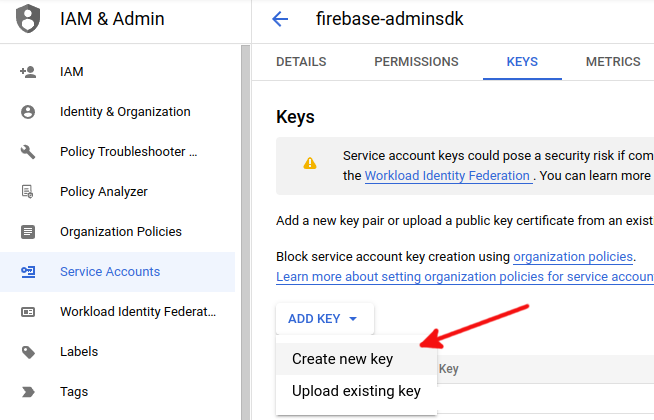 IAM & Admin
firebase-adminsdk
IAM
Identity & Organization
Policy Troubleshooter ...
Policy Analyzer
Organization Policies
Service Accounts
Workload Identity Federat...
Labels
Tags
DETAILS
PERMISSIONS
KEYS
METRICS
Keys
Service account keys could pose a security risk if com
the Workload Identity Federation . You can learn more
Add a new key pair or upload a public key certificate from an exist
Block service account key creation using organization policies.
Learn more about setting organization policies for service accoun
ADD KEY
Create new key
Upload existing key
Key